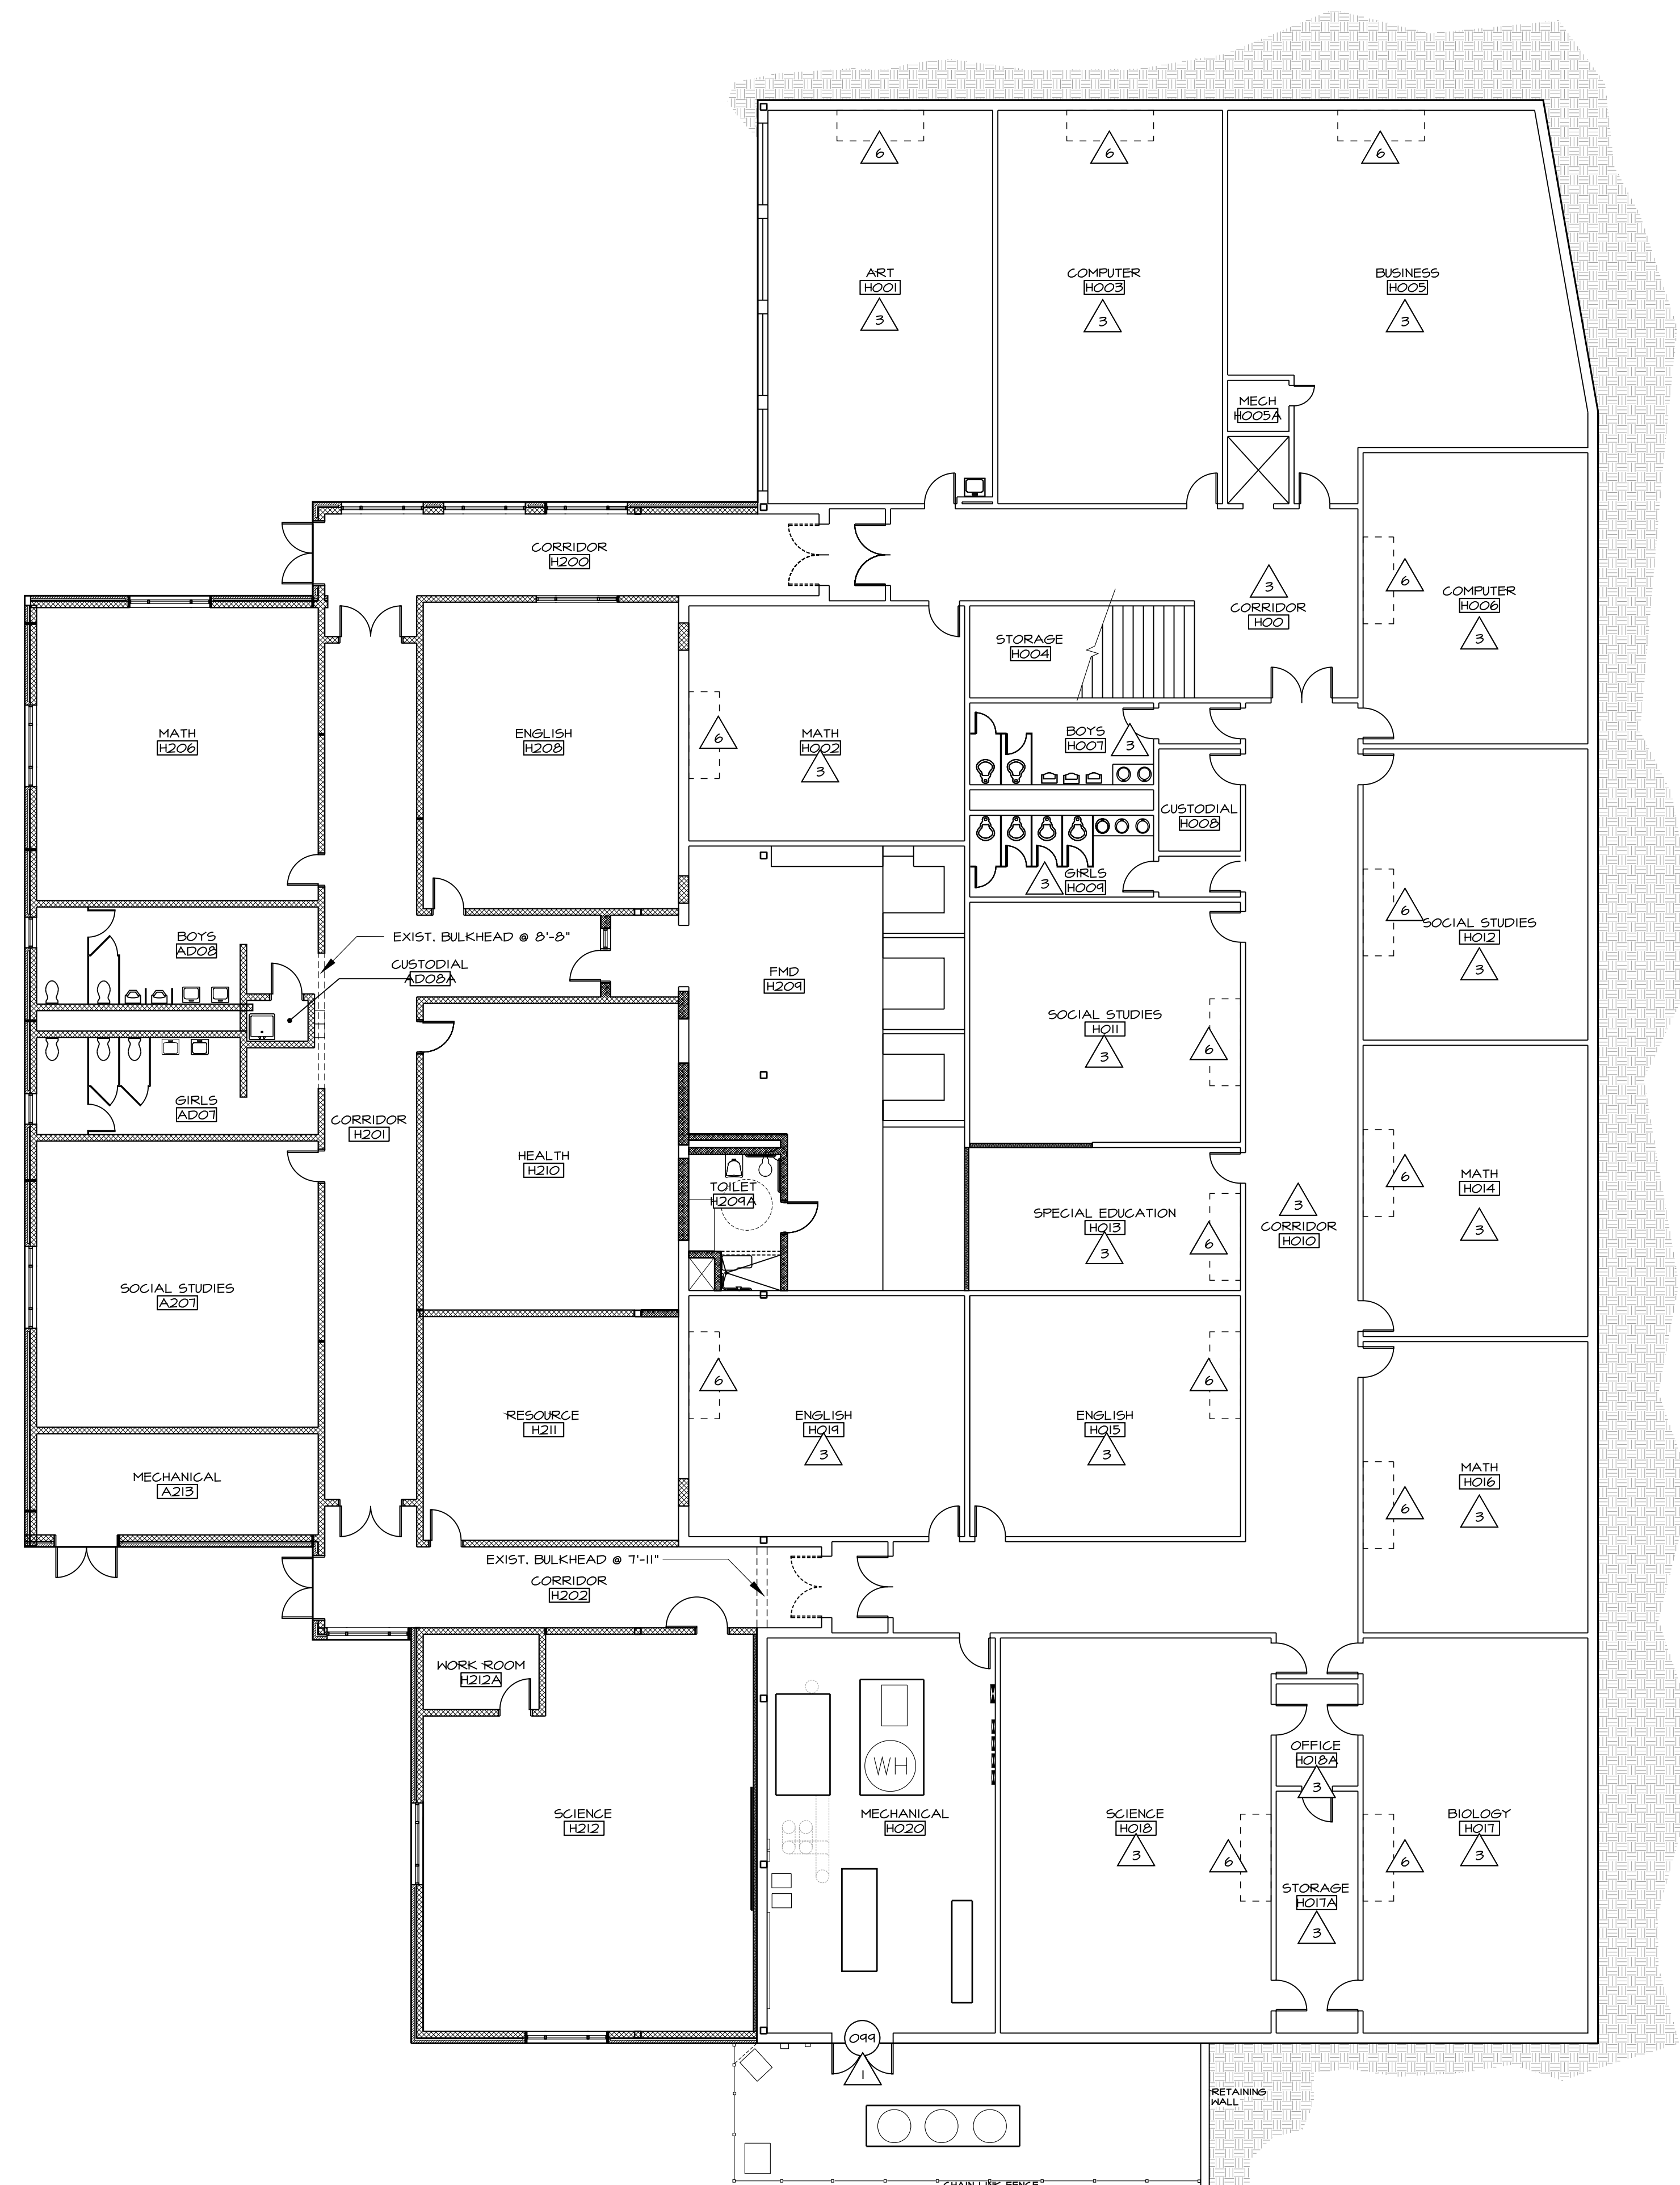 6
6
6
ART
H001
3
COMPUTER
H003
3
BUSINESS
H005
3
MECH
H005A
CORRIDOR
H200
3
CORRIDOR
H00
6
COMPUTER
H006
3
STORAGE
H004
MATH
H206
ENGLISH
H208
6
MATH
H002
3
BOYS
H007
3
CUSTODIAL
H008
GIRLS
H009
3
6
SOCIAL STUDIES
H012
3
BOYS
AD08
EXIST. BULKHEAD @ 8'-8"
CUSTODIAL
AD08A
FMD
H209
SOCIAL STUDIES
H011
3
6
GIRLS
AD07
CORRIDOR
H201
HEALTH
H210
TOILET
H209A
SPECIAL EDUCATION
H013
3
6
3
CORRIDOR
H010
6
MATH
H014
3
SOCIAL STUDIES
A207
RESOURCE
H211
6
ENGLISH
H019
3
ENGLISH
H015
3
6
MATH
H016
3
6
MECHANICAL
A213
EXIST. BULKHEAD @ 7'-11"
CORRIDOR
H202
WORK ROOM
H212A
WH
OFFICE
H018A
3
SCIENCE
H212
MECHANICAL
H020
SCIENCE
H018
3
6
6
BIOLOGY
H017
3
STORAGE
H017A
3
099
1
RETAINING
WALL
CHAIN LINK FENCE